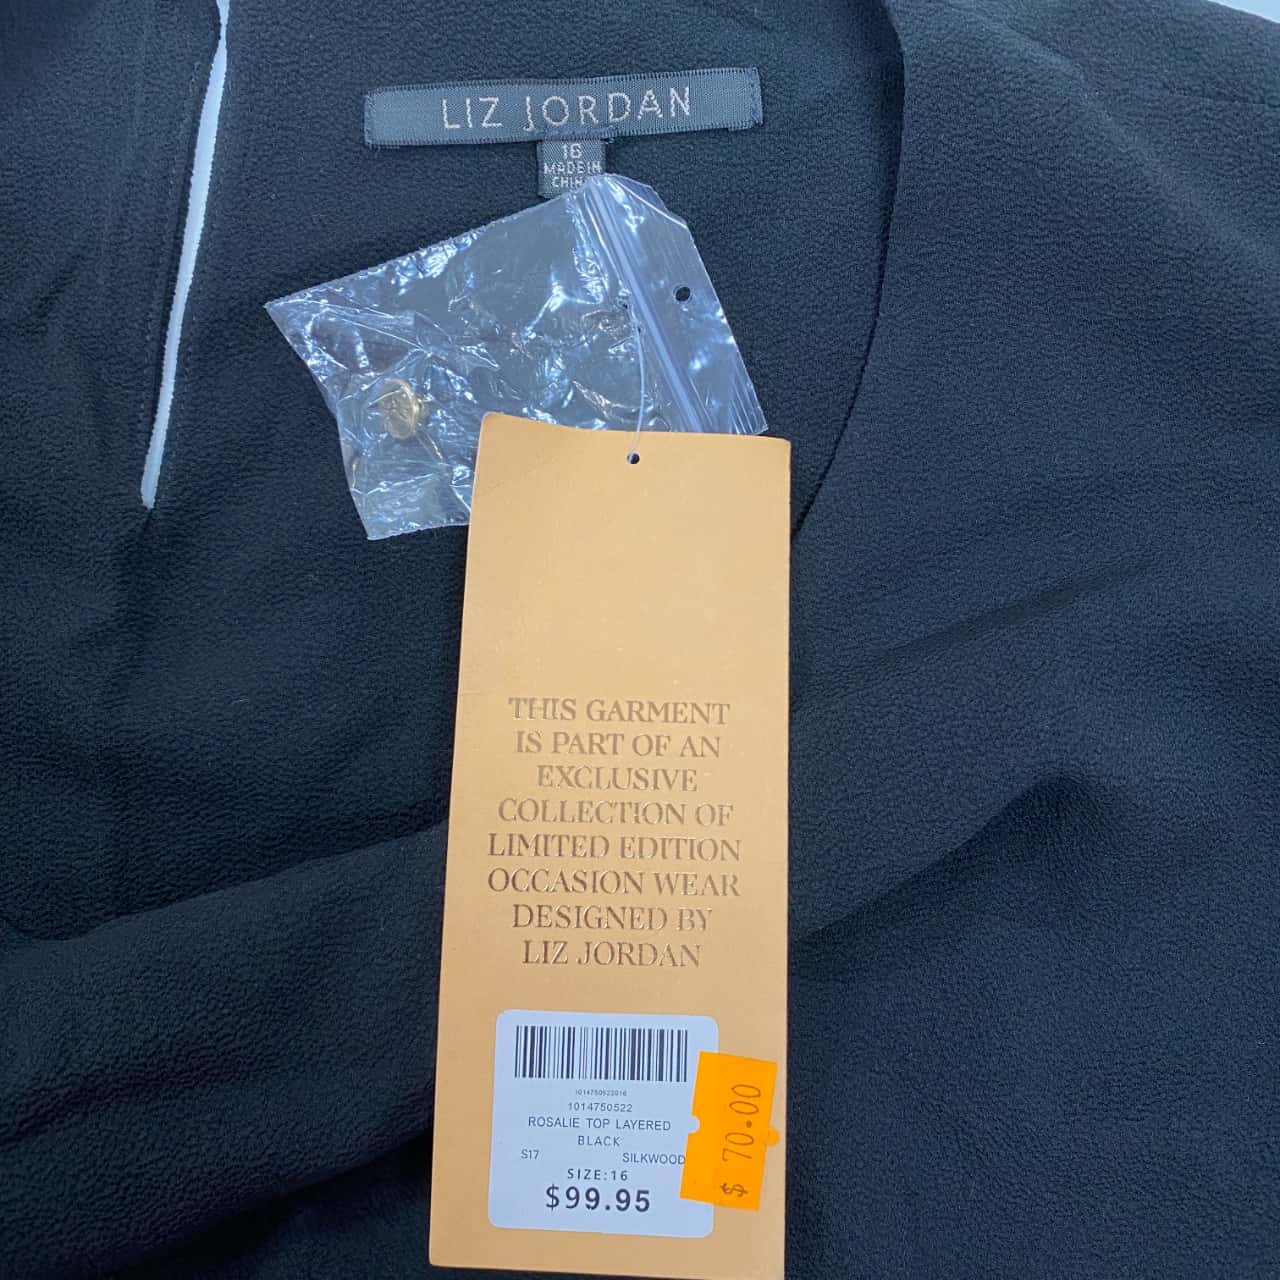 LIZ JORDAN
16
MADE IN
CHINA
THIS GARMENT
IS PART OF AN
EXCLUSIVE
COLLECTION OF
LIMITED EDITION
OCCASION WEAR
DESIGNED BY
LIZ JORDAN
1014750522016
1014750522
ROSALIE TOP LAYERED
BLACK
S17 SILKWOOD
SIZE:16
$99.95
$ 70.00